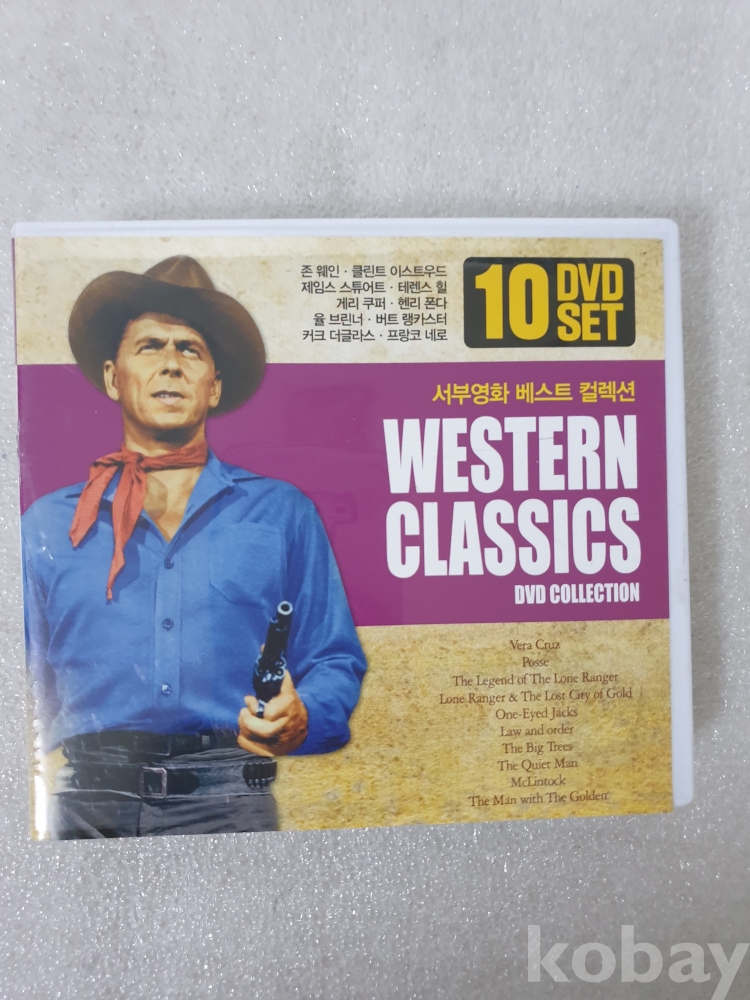 존 웨인 · 클린트 이스트우드
제임스 스튜어트 · 테렌스 힐
게리 쿠퍼 · 헨리 폰다
율 브린너 · 버트 랭카스터
커크 더글라스 · 프랑코 네로
10 DVD SET
서부영화 베스트 컬렉션
WESTERN
CLASSICS
DVD COLLECTION
Vera Cruz
Posse
The Legend of The Lone Ranger
Lone Ranger & The Lost City of Gold
One-Eyed Jacks
Law and order
The Big Trees
The Quiet Man
McLintock
The Man with The Golden
kobay